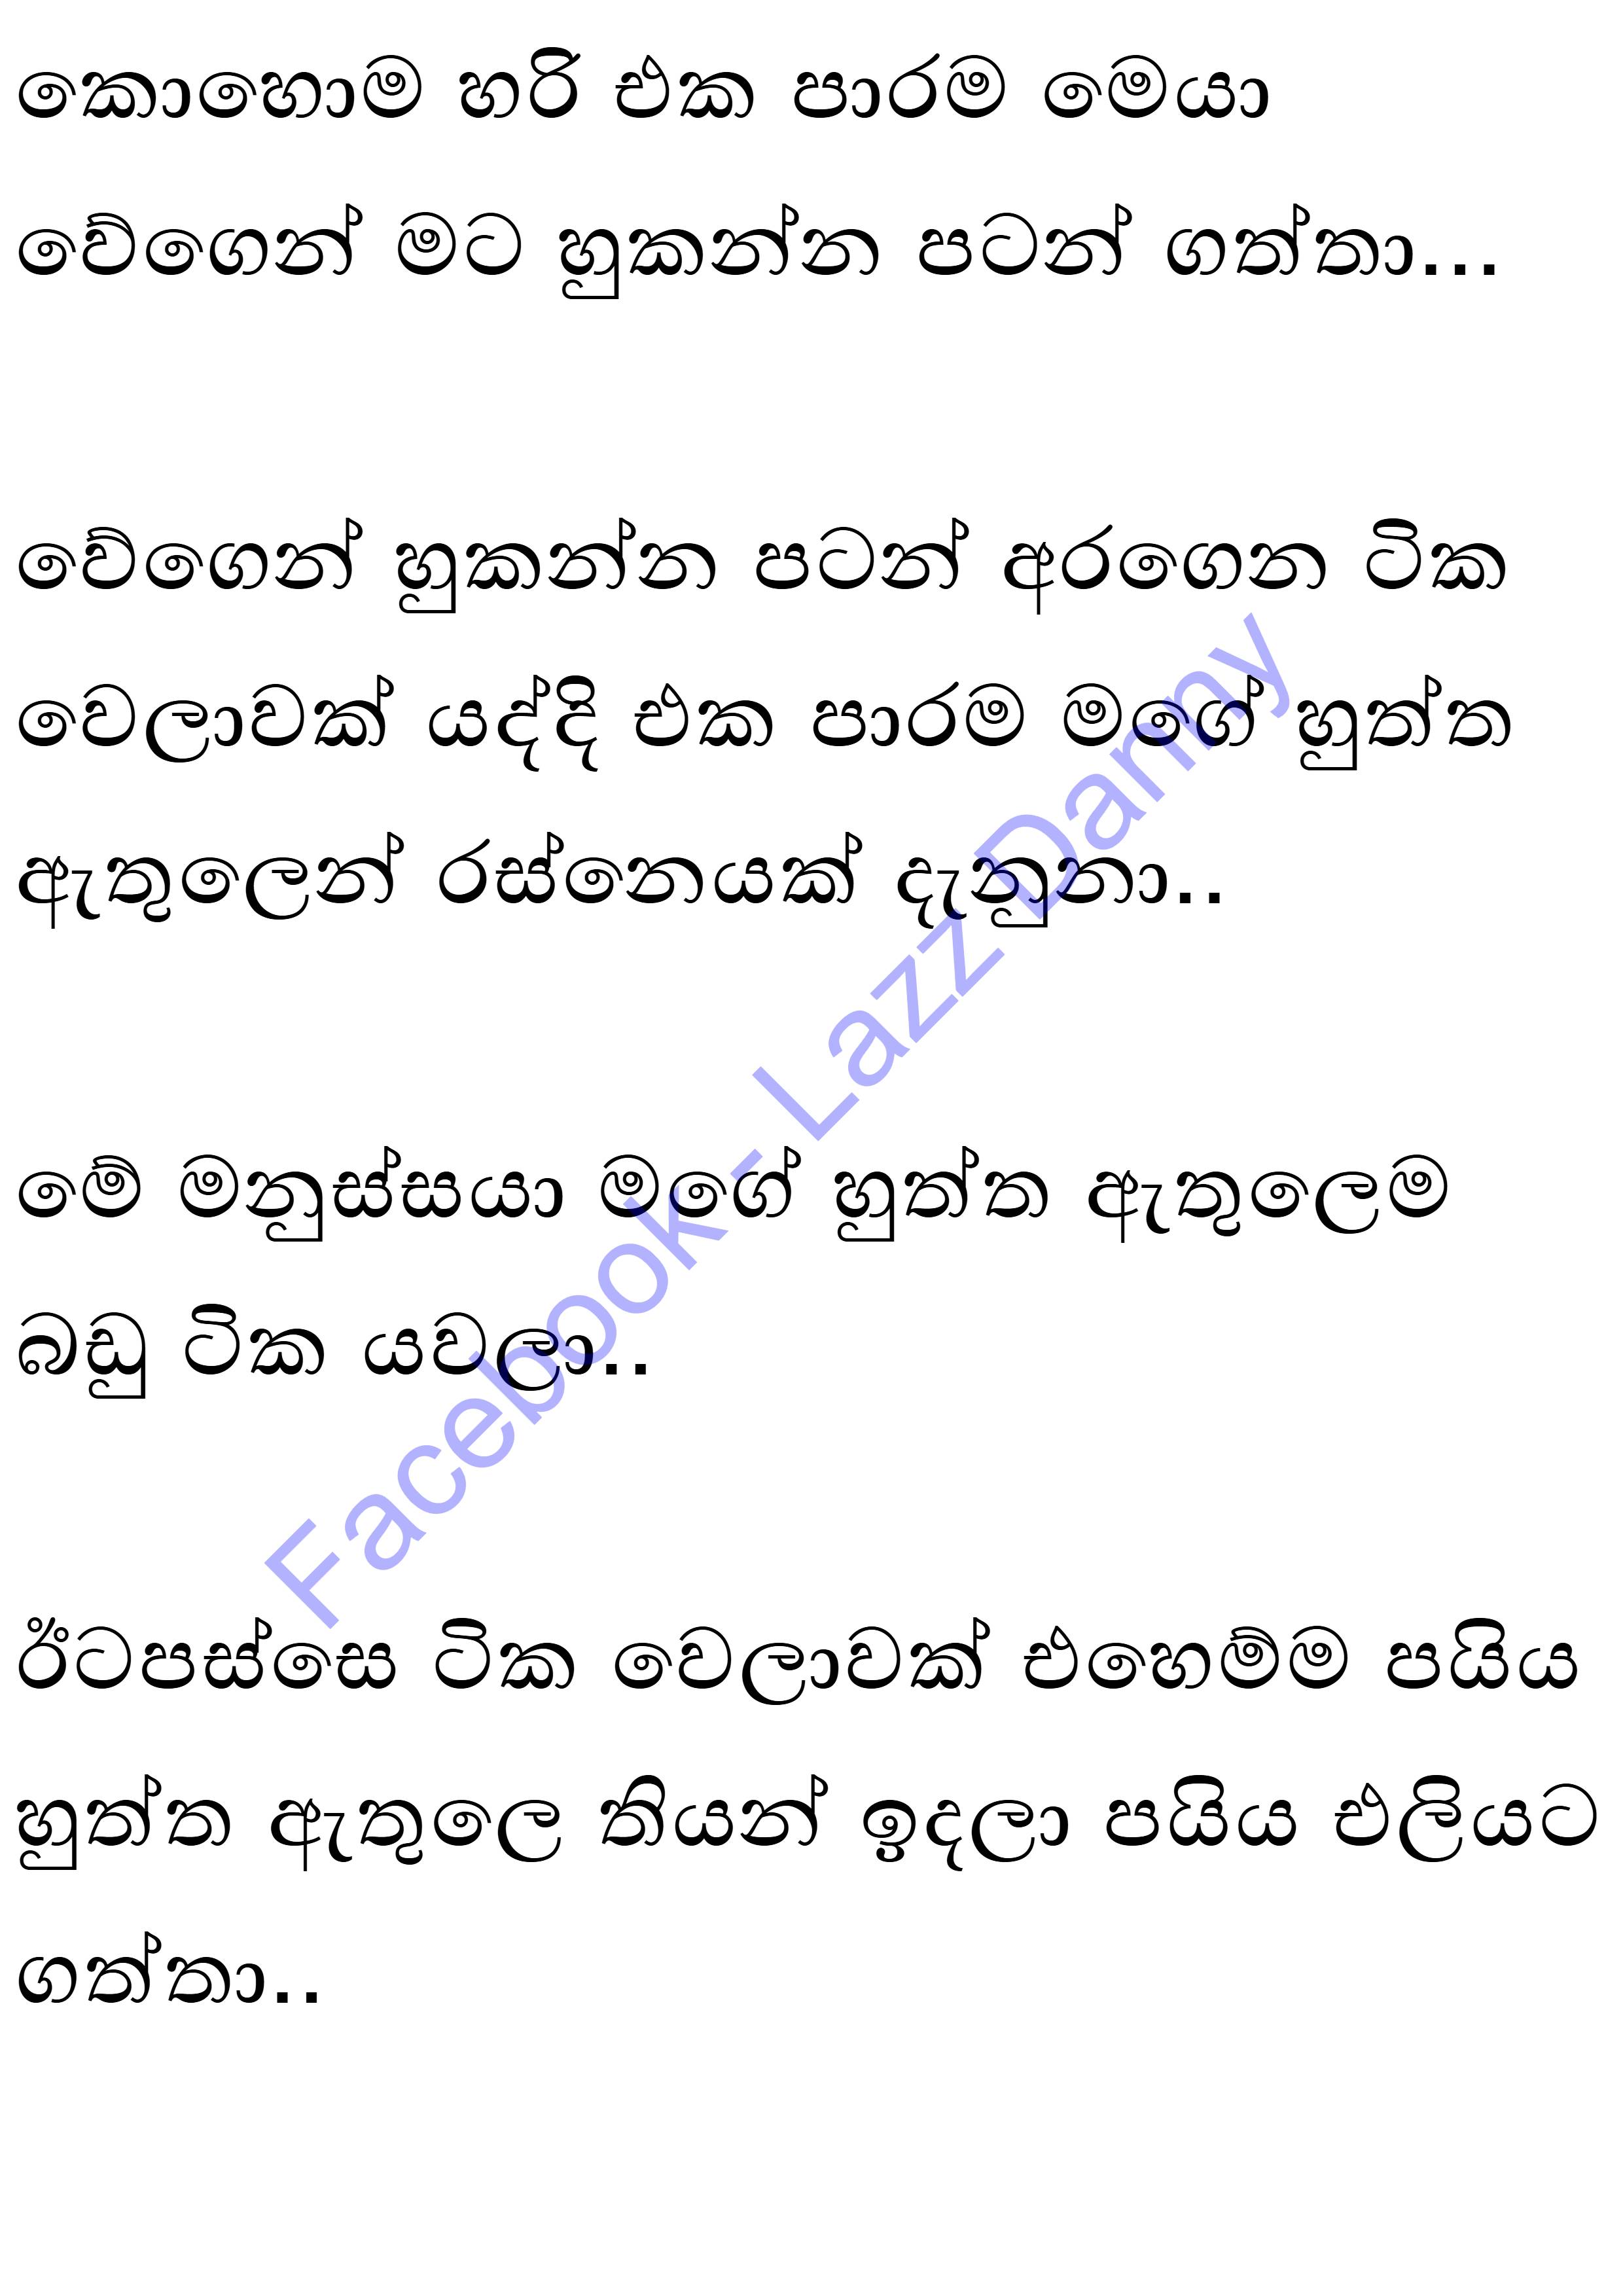 කොහොම හරි එක පාරම මෙයා
වේගෙන් මට හුකන්න පටන් ගත්තා...
වේගෙන් හුකන්න පටන් අරගෙන ටික
වෙලාවක් යද්දි එක පාරම මගේ හුත්ත
ඇතුලෙන් රස්නෙයක් දැනුනා..
මේ මනුස්සයා මගේ හුත්ත ඇතුලෙම
බඩු ටික යවලා..
ඊටපස්සෙ ටික වෙලාවක් එහෙම්ම පයිය
හුත්ත ඇතුලෙ තියන් ඉදලා පයිය එලියට
ගත්තා..
Facebook - Lazz Danny